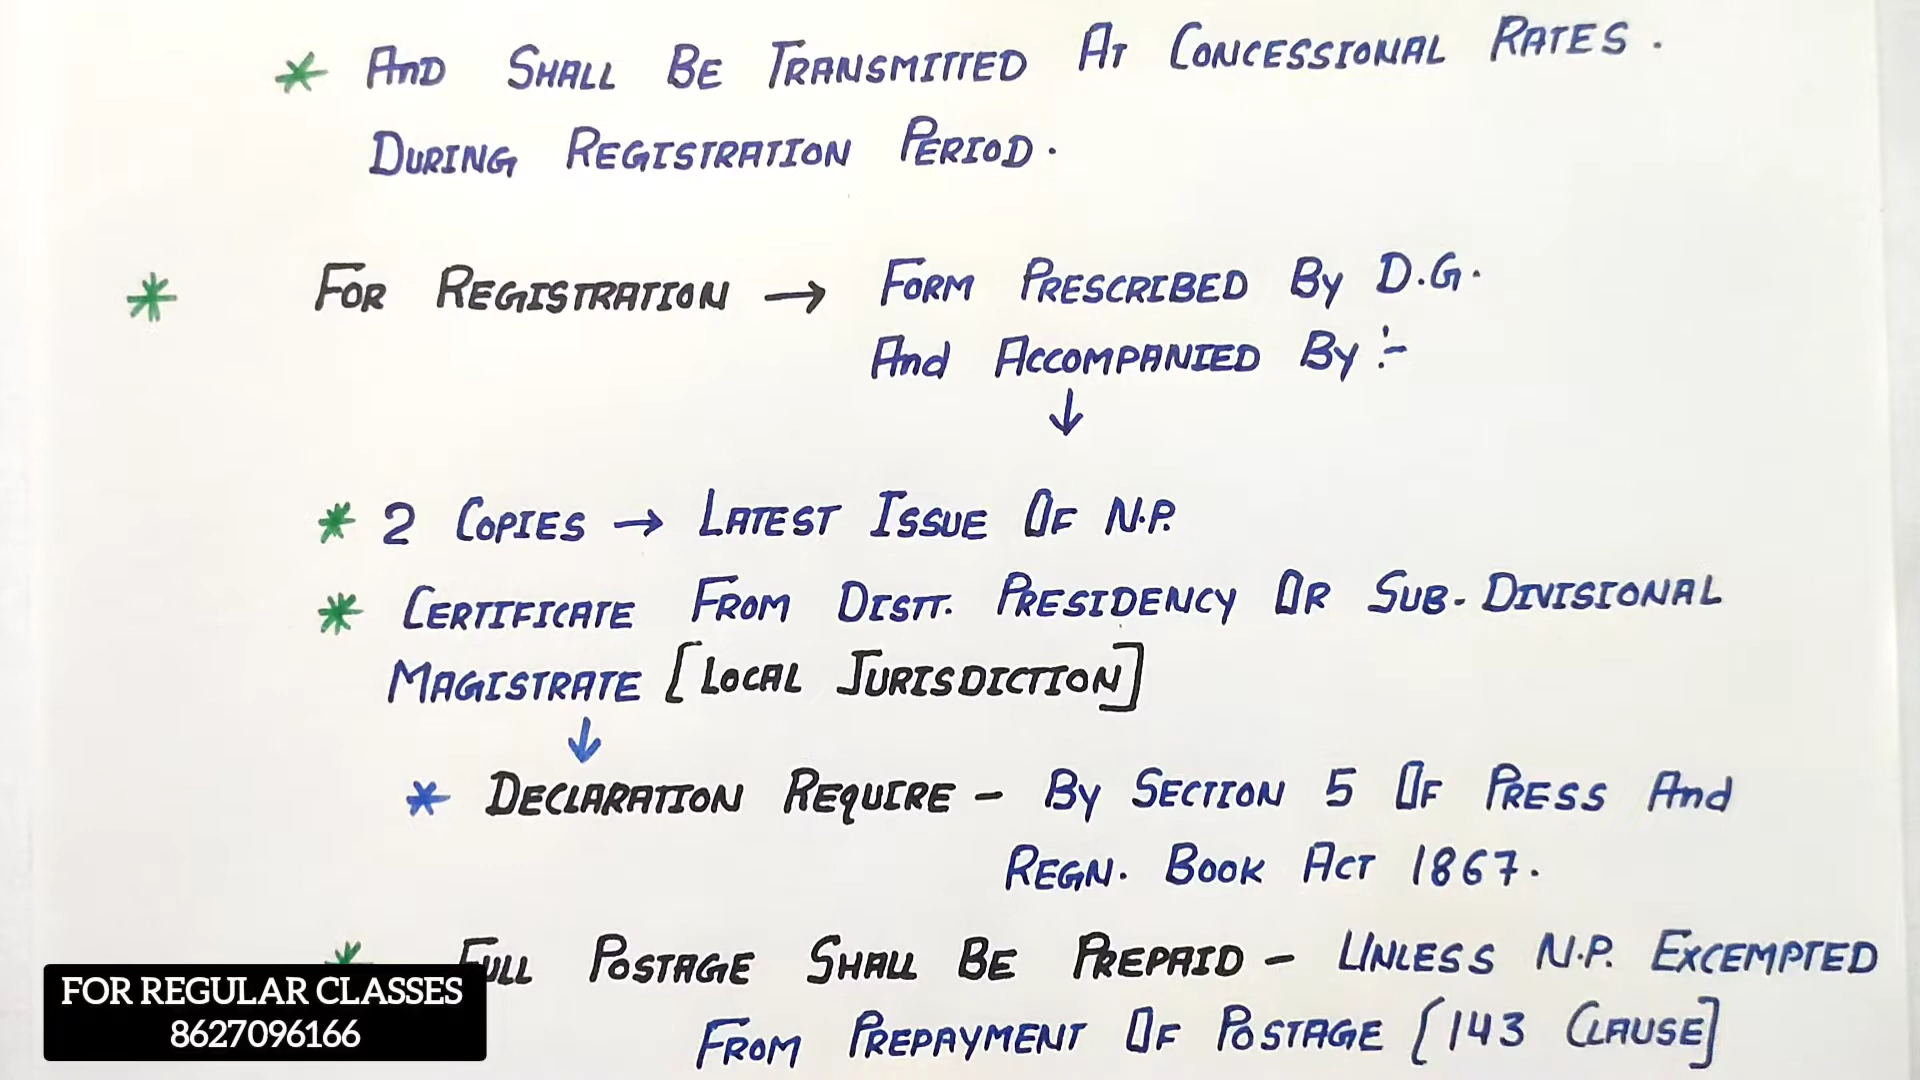 * AND SHALL BE TRANSMITTED AT CONCESSIONAL RATES.
DURING REGISTRATION PERIOD.
* FOR REGISTRATION → FORM PRESCRIBED BY D.G.
AND ACCOMPANIED BY :-
↓
* 2 COPIES → LATEST ISSUE OF N.P.
* CERTIFICATE FROM DISTT. PRESIDENCY OR SUB-DIVISIONAL
MAGISTRATE [LOCAL JURISDICTION]
↓
* DECLARATION REQUIRE - BY SECTION 5 OF PRESS AND
REGN. BOOK ACT 1867.
* FULL POSTAGE SHALL BE PREPAID - UNLESS N.P. EXCEMPTED
FROM PREPAYMENT OF POSTAGE [143 CLAUSE]
FOR REGULAR CLASSES
8627096166